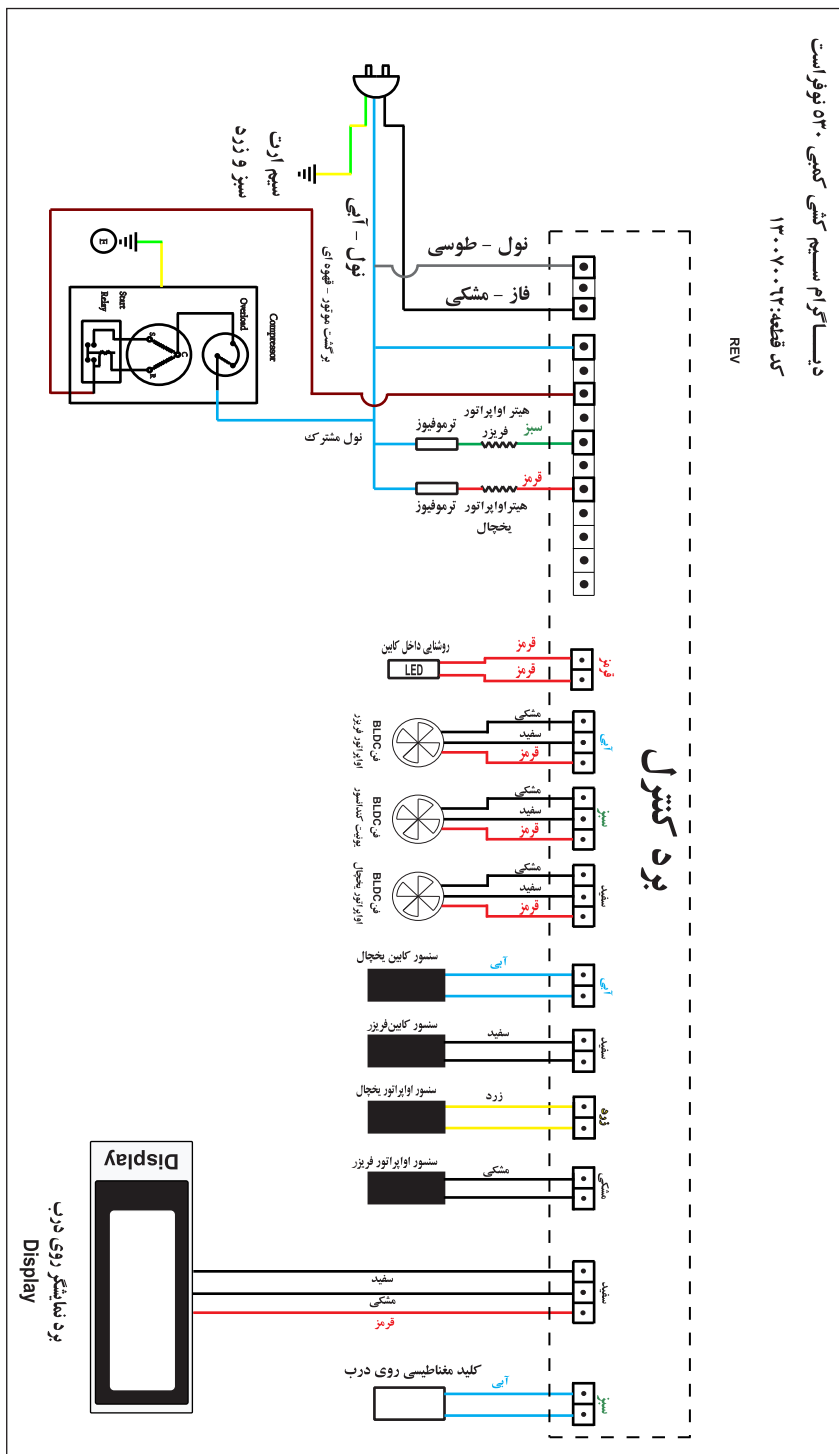 دیاگرام سیم کشی کمبی ۵۳۰ نوفراست
کد قطعه:۱۳۰۰۷۰۰۶۲
REV
سیم ارت
سبز و زرد
نول - آبی
برگشت موتور - قهوه ای
نول - طوسی
فاز - مشکی
E
Compressor
Overload
Start
Relay
S
C
R
نول مشترک
ترموفیوز
هیتر اواپراتور
فریزر
سبز
ترموفیوز
هیتراواپراتور
یخچال
قرمز
برد کنترل
روشنایی داخل کابین
LED
قرمز
قرمز
قرمز
فن BLDC
اواپراتور فریزر
مشکی
سفید
قرمز
آبی
فن BLDC
یونیت کندانسور
مشکی
سفید
قرمز
سبز
فن BLDC
اواپراتور یخچال
مشکی
سفید
قرمز
سفید
سنسور کابین یخچال
آبی
آبی
سنسور کابین فریزر
سفید
سفید
سنسور اواپراتور یخچال
زرد
زرد
سنسور اواپراتور فریزر
مشکی
مشکی
Display
برد نمایشگر روی درب
Display
سفید
مشکی
قرمز
سفید
کلید مغناطیسی روی درب
آبی
سبز